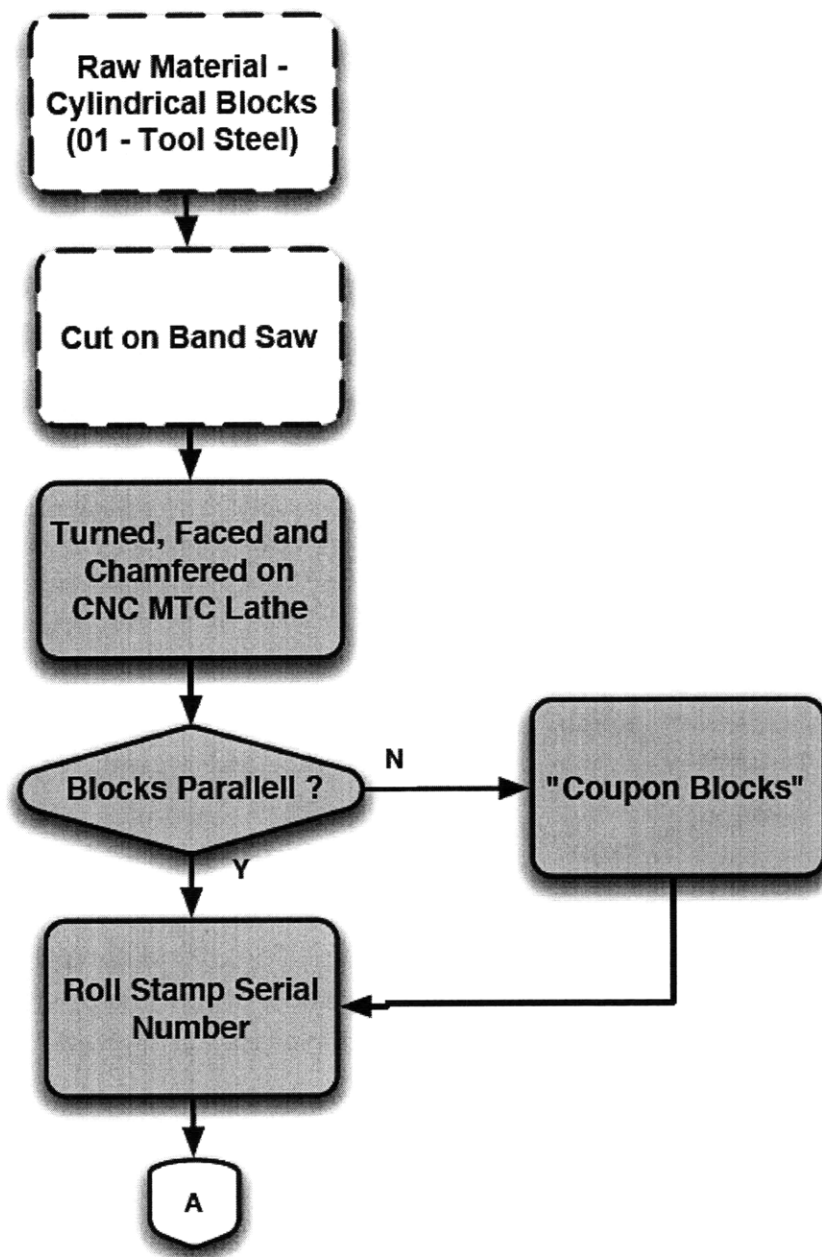 Raw Material -
Cylindrical Blocks
(01 - Tool Steel)
Cut on Band Saw
Turned, Faced and
Chamfered on
CNC MTC Lathe
Blocks Parallell ?
N
"Coupon Blocks"
Y
Roll Stamp Serial
Number
A